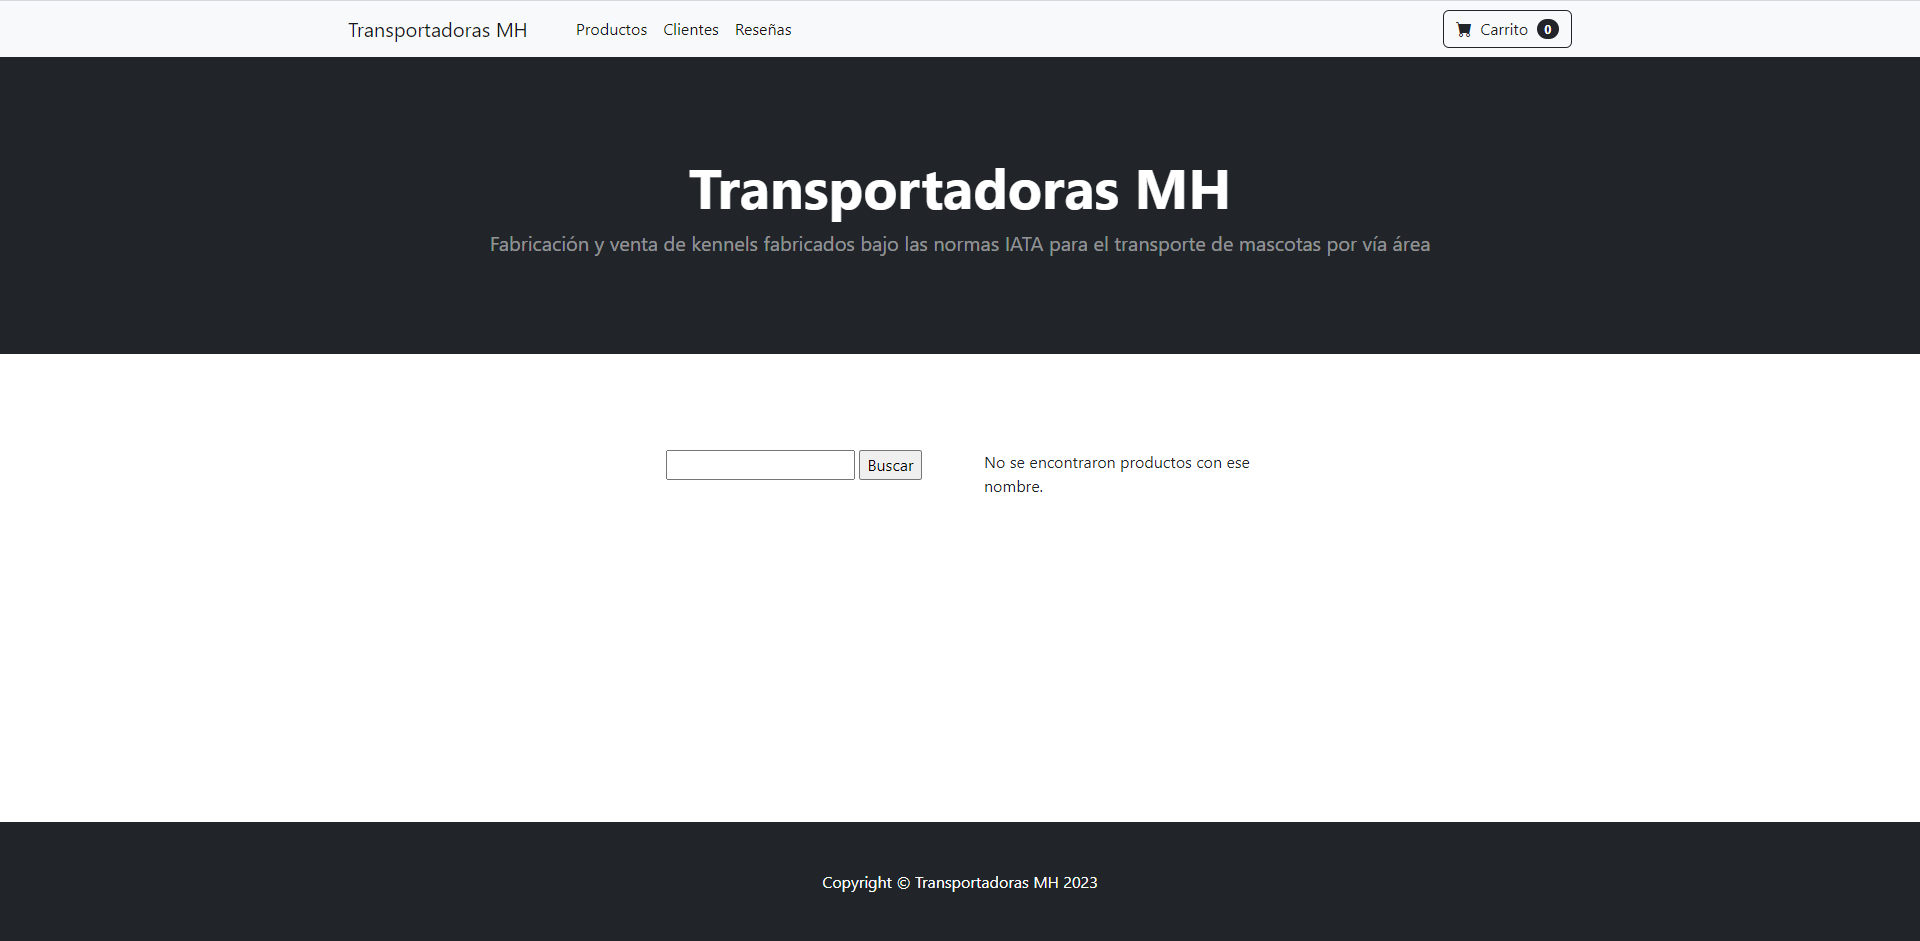 Transportadoras MH
Productos
Clientes
Reseñas
Carrito
0
Transportadoras MH
Fabricación y venta de kennels fabricados bajo las normas IATA para el transporte de mascotas por vía área
Buscar
No se encontraron productos con ese
nombre.
Copyright © Transportadoras MH 2023